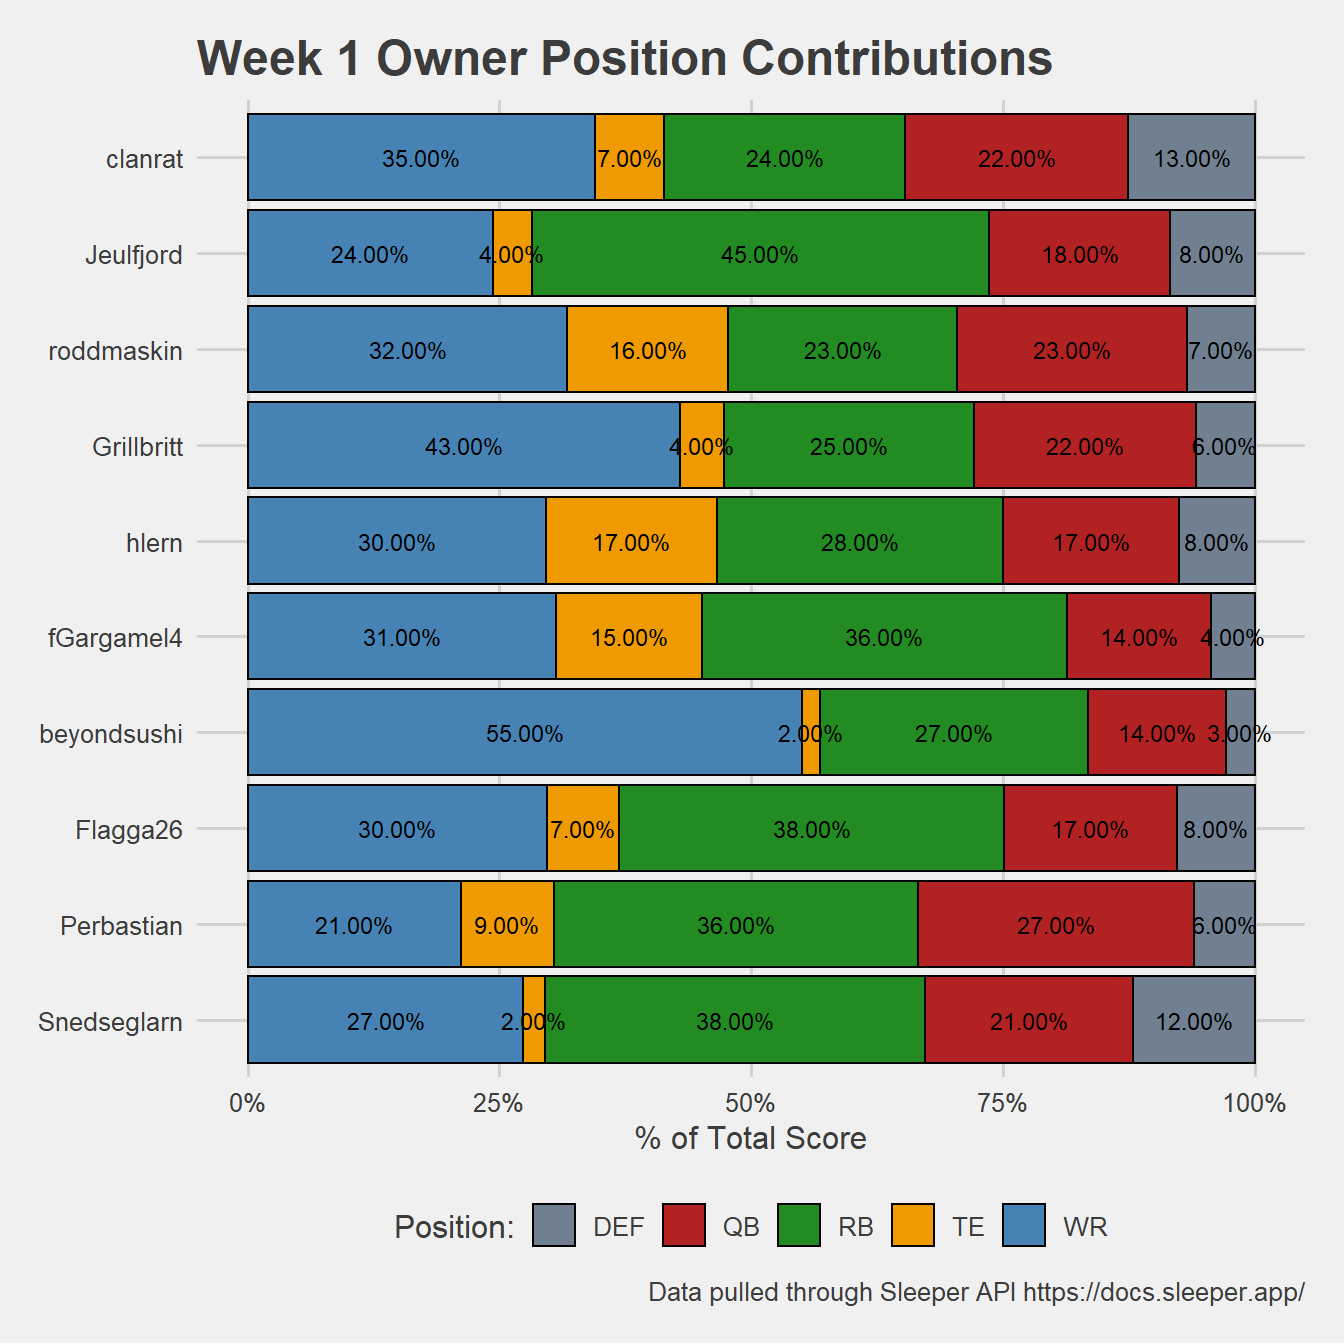 Week 1 Owner Position Contributions
clanrat 35.00% 7.00% 24.00% 22.00% 13.00%
Jeulfjord 24.00% 4.00% 45.00% 18.00% 8.00%
roddmaskin 32.00% 16.00% 23.00% 23.00% 7.00%
Grillbritt 43.00% 4.00% 25.00% 22.00% 6.00%
hlern 30.00% 17.00% 28.00% 17.00% 8.00%
fGargamel4 31.00% 15.00% 36.00% 14.00% 4.00%
beyondsushi 55.00% 2.00% 27.00% 14.00% 3.00%
Flagga26 30.00% 7.00% 38.00% 17.00% 8.00%
Perbastian 21.00% 9.00% 36.00% 27.00% 6.00%
Snedseglarn 27.00% 2.00% 38.00% 21.00% 12.00%
0% 25% 50% 75% 100%
% of Total Score
Position: DEF QB RB TE WR
Data pulled through Sleeper API https://docs.sleeper.app/